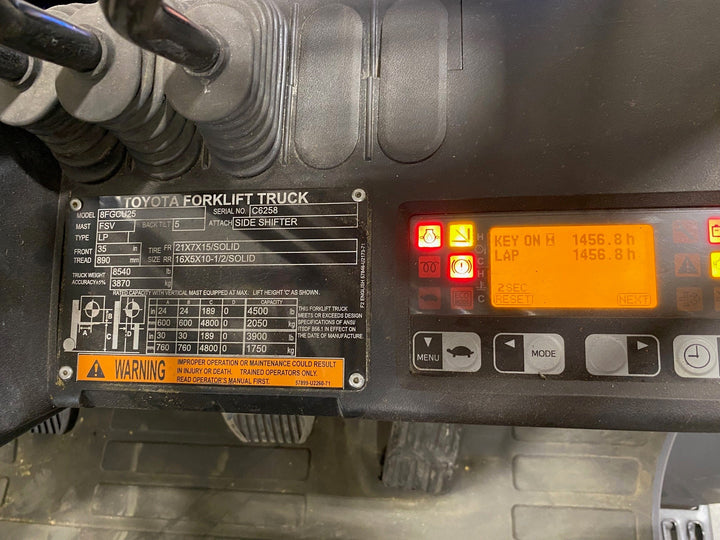 TOYOTA FORKLIFT TRUCK
MODEL 8FGCU25 SERIAL NO. C6258
MAST FSV BACK TILT 5 ATTACH SIDE SHIFTER
TYPE LP
FRONT 35 in TIRE FR 21X7X15/SOLID
TREAD 890 mm SIZE RR 16X5X10-1/2/SOLID
TRUCK WEIGHT 8540 lb
ACCURACY±5% 3870 kg
RATED CAPACITY WITH VERTICAL MAST EQUIPPED AT MAX. LIFT HEIGHT 'C' AS SHOWN.
A B C D CAPACITY
in 24 24 189 0 4500 lb
mm 600 600 4800 0 2050 kg
in 30 30 189 0 3900 lb
mm 760 760 4800 0 1750 kg
THIS FORKLIFT TRUCK
MEETS OR EXCEEDS DESIGN
SPECIFICATIONS OF ANSI/
ITSDF B56.1 IN EFFECT ON
THE DATE OF MANUFACTURE.
WARNING
IMPROPER OPERATION OR MAINTENANCE COULD RESULT
IN INJURY OR DEATH. TRAINED OPERATORS ONLY.
READ OPERATOR'S MANUAL FIRST.
57899-U2260-71
KEY ON 1456.8 h
LAP 1456.8 h
2SEC
RESET NEXT
H
C
H
C
MENU
MODE